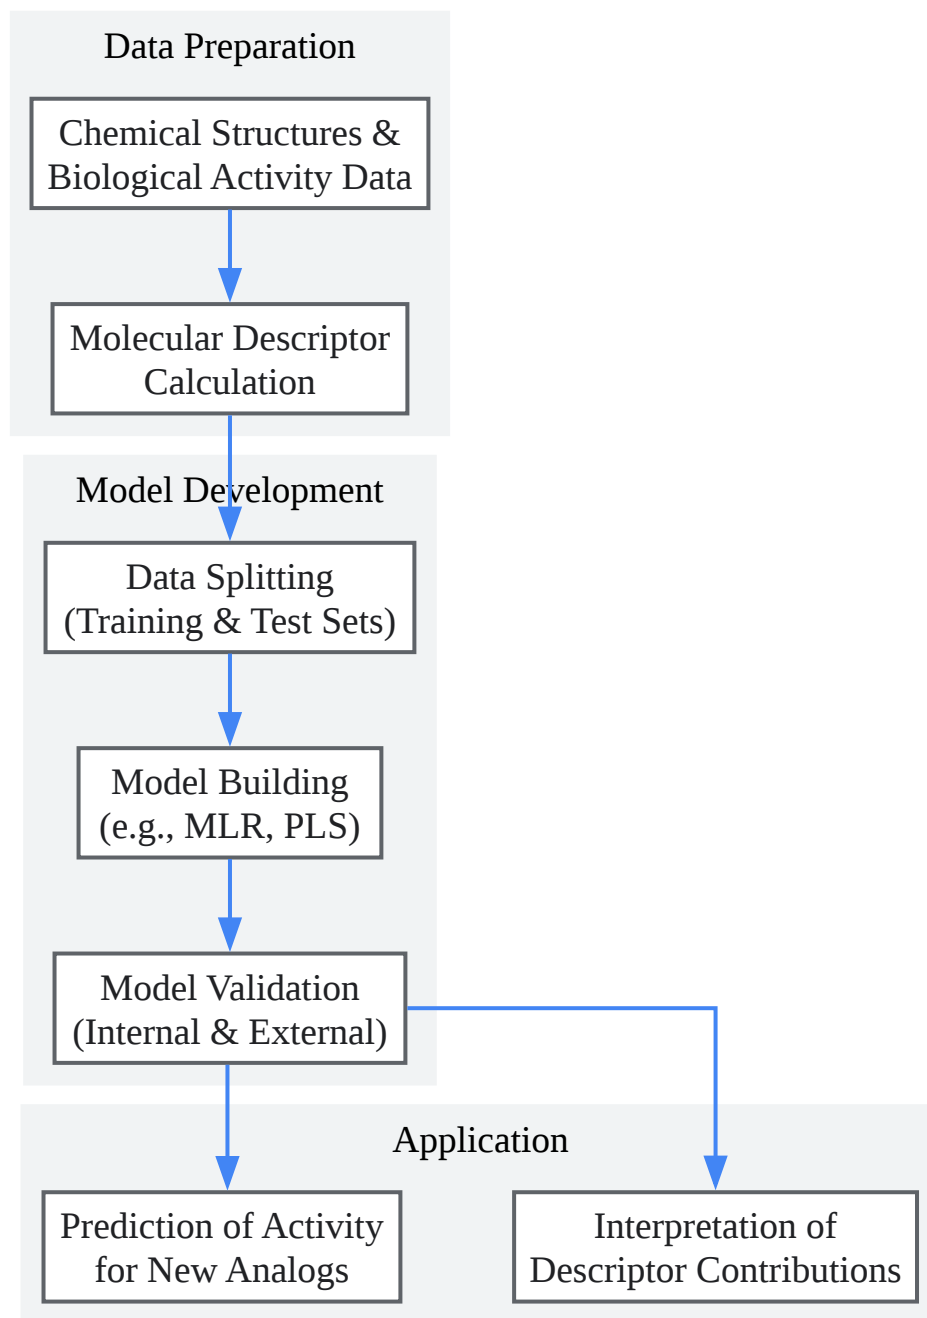 Data Preparation
Chemical Structures &
Biological Activity Data
Molecular Descriptor
Calculation
Model Development
Data Splitting
(Training & Test Sets)
Model Building
(e.g., MLR, PLS)
Model Validation
(Internal & External)
Application
Prediction of Activity
for New Analogs
Interpretation of
Descriptor Contributions